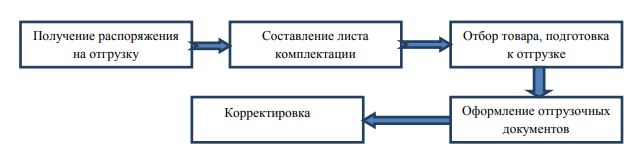 Получение распоряжения
на отгрузку
Составление листа
комплектации
Отбор товара, подготовка
к отгрузке
Оформление отгрузочных
документов
Корректировка